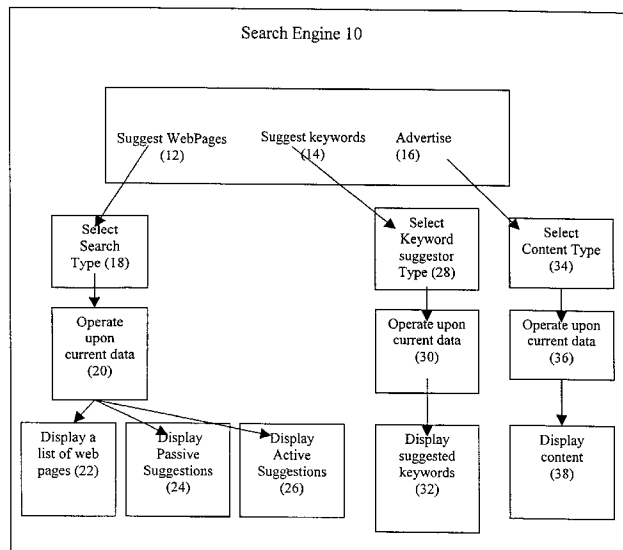 Search Engine 10
Suggest WebPages
(12)
Suggest keywords
(14)
Advertise
(16)
Select
Search
Type (18)
Select
Keyword
suggestor
Type (28)
Select
Content Type
(34)
Operate
upon
current data
(20)
Operate upon
current data
(30)
Operate upon
current data
(36)
Display a
list of web
pages (22)
Display
Passive
Suggestions
(24)
Display
Active
Suggestions
(26)
Display
suggested
keywords
(32)
Display
content
(38)